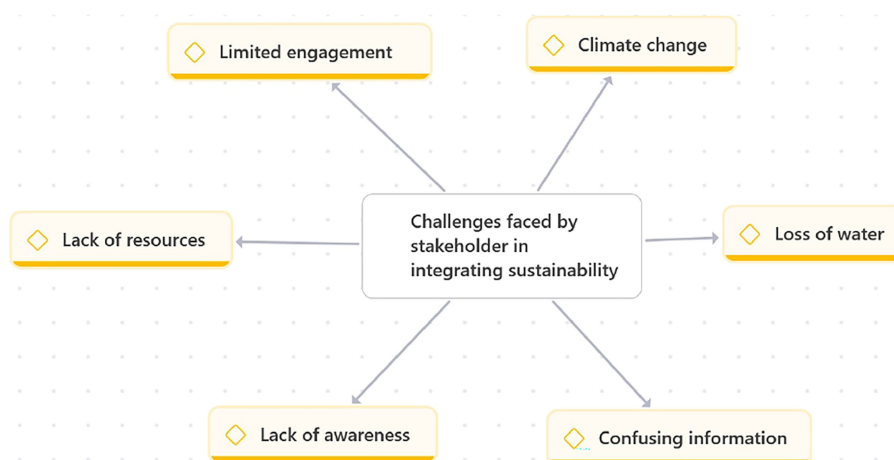 Limited engagement
Climate change
Challenges faced by
stakeholder in
integrating sustainability
Lack of resources
Loss of water
Lack of awareness
Confusing information